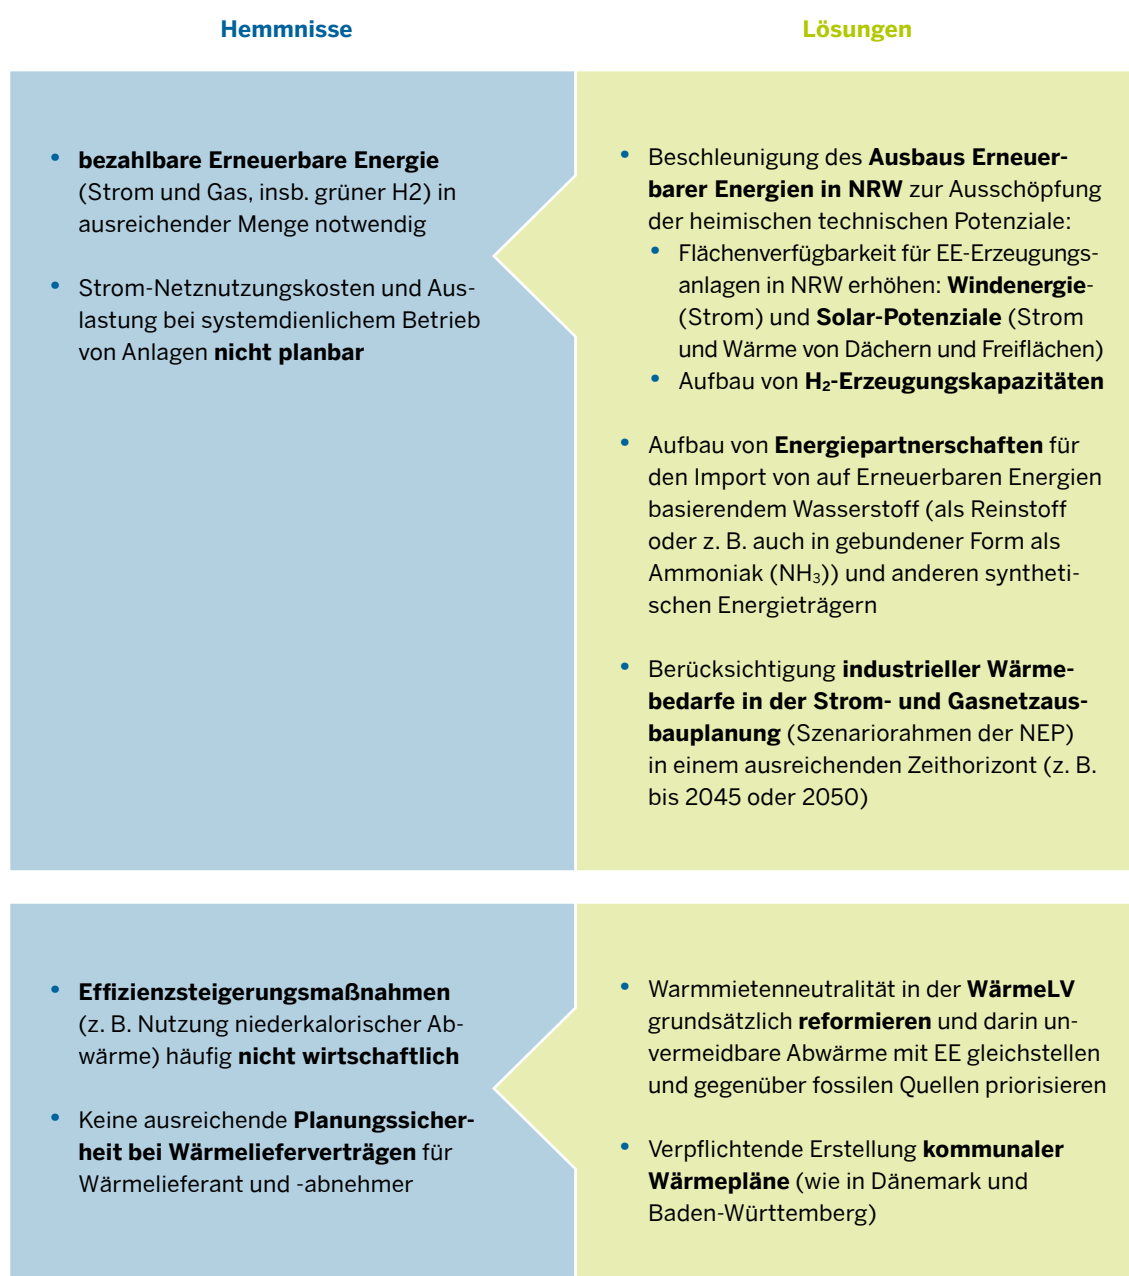 Hemmnisse
Lösungen
• bezahlbare Erneuerbare Energie
(Strom und Gas, insb. grüner H2) in
ausreichender Menge notwendig
• Strom-Netznutzungskosten und Aus-
lastung bei systemdienlichem Betrieb
von Anlagen nicht planbar
• Beschleunigung des Ausbaus Erneuer-
barer Energien in NRW zur Ausschöpfung
der heimischen technischen Potenziale:
• Flächenverfügbarkeit für EE-Erzeugungs-
anlagen in NRW erhöhen: Windenergie-
(Strom) und Solar-Potenziale (Strom
und Wärme von Dächern und Freiflächen)
• Aufbau von H₂-Erzeugungskapazitäten
• Aufbau von Energiepartnerschaften für
den Import von auf Erneuerbaren Energien
basierendem Wasserstoff (als Reinstoff
oder z. B. auch in gebundener Form als
Ammoniak (NH₃)) und anderen syntheti-
schen Energieträgern
• Berücksichtigung industrieller Wärme-
bedarfe in der Strom- und Gasnetzaus-
bauplanung (Szenariorahmen der NEP)
in einem ausreichenden Zeithorizont (z. B.
bis 2045 oder 2050)
• Effizienzsteigerungsmaßnahmen
(z. B. Nutzung niederkalorischer Ab-
wärme) häufig nicht wirtschaftlich
• Keine ausreichende Planungssicher-
heit bei Wärmelieferverträgen für
Wärmelieferant und -abnehmer
• Warmmietenneutralität in der WärmeLV
grundsätzlich reformieren und darin un-
vermeidbare Abwärme mit EE gleichstellen
und gegenüber fossilen Quellen priorisieren
• Verpflichtende Erstellung kommunaler
Wärmepläne (wie in Dänemark und
Baden-Württemberg)